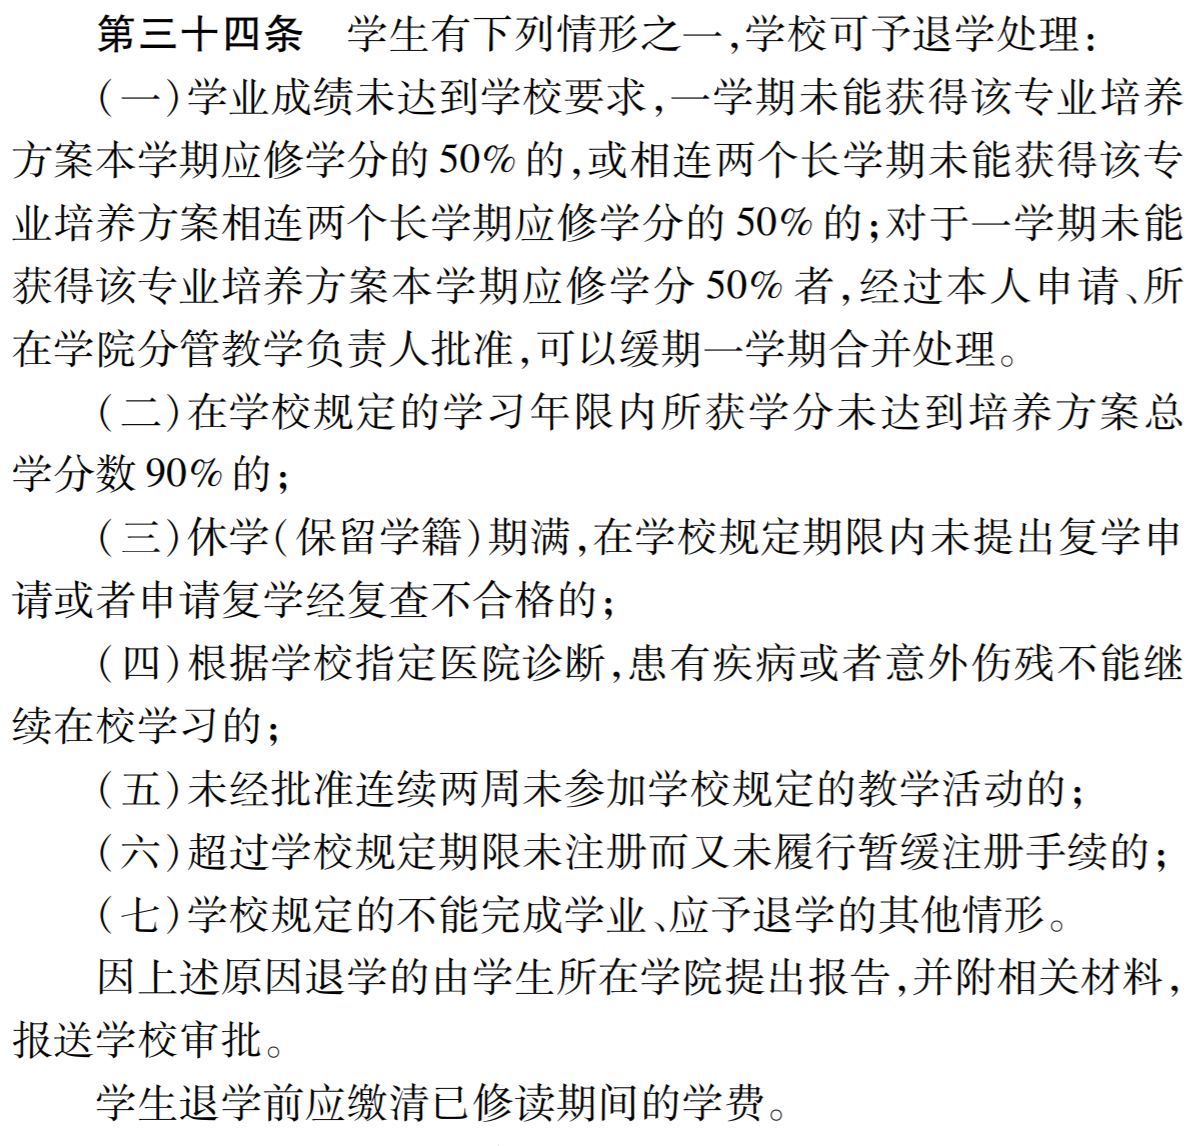 第三十四条　学生有下列情形之一,学校可予退学处理:
(一)学业成绩未达到学校要求,一学期未能获得该专业培养
方案本学期应修学分的 50% 的,或相连两个长学期未能获得该专
业培养方案相连两个长学期应修学分的 50% 的;对于一学期未能
获得该专业培养方案本学期应修学分 50% 者,经过本人申请、所
在学院分管教学负责人批准,可以缓期一学期合并处理。
(二)在学校规定的学习年限内所获学分未达到培养方案总
学分数 90% 的;
(三)休学(保留学籍)期满,在学校规定期限内未提出复学申
请或者申请复学经复查不合格的;
(四)根据学校指定医院诊断,患有疾病或者意外伤残不能继
续在校学习的;
(五)未经批准连续两周未参加学校规定的教学活动的;
(六)超过学校规定期限未注册而又未履行暂缓注册手续的;
(七)学校规定的不能完成学业、应予退学的其他情形。
因上述原因退学的由学生所在学院提出报告,并附相关材料,
报送学校审批。
学生退学前应缴清已修读期间的学费。